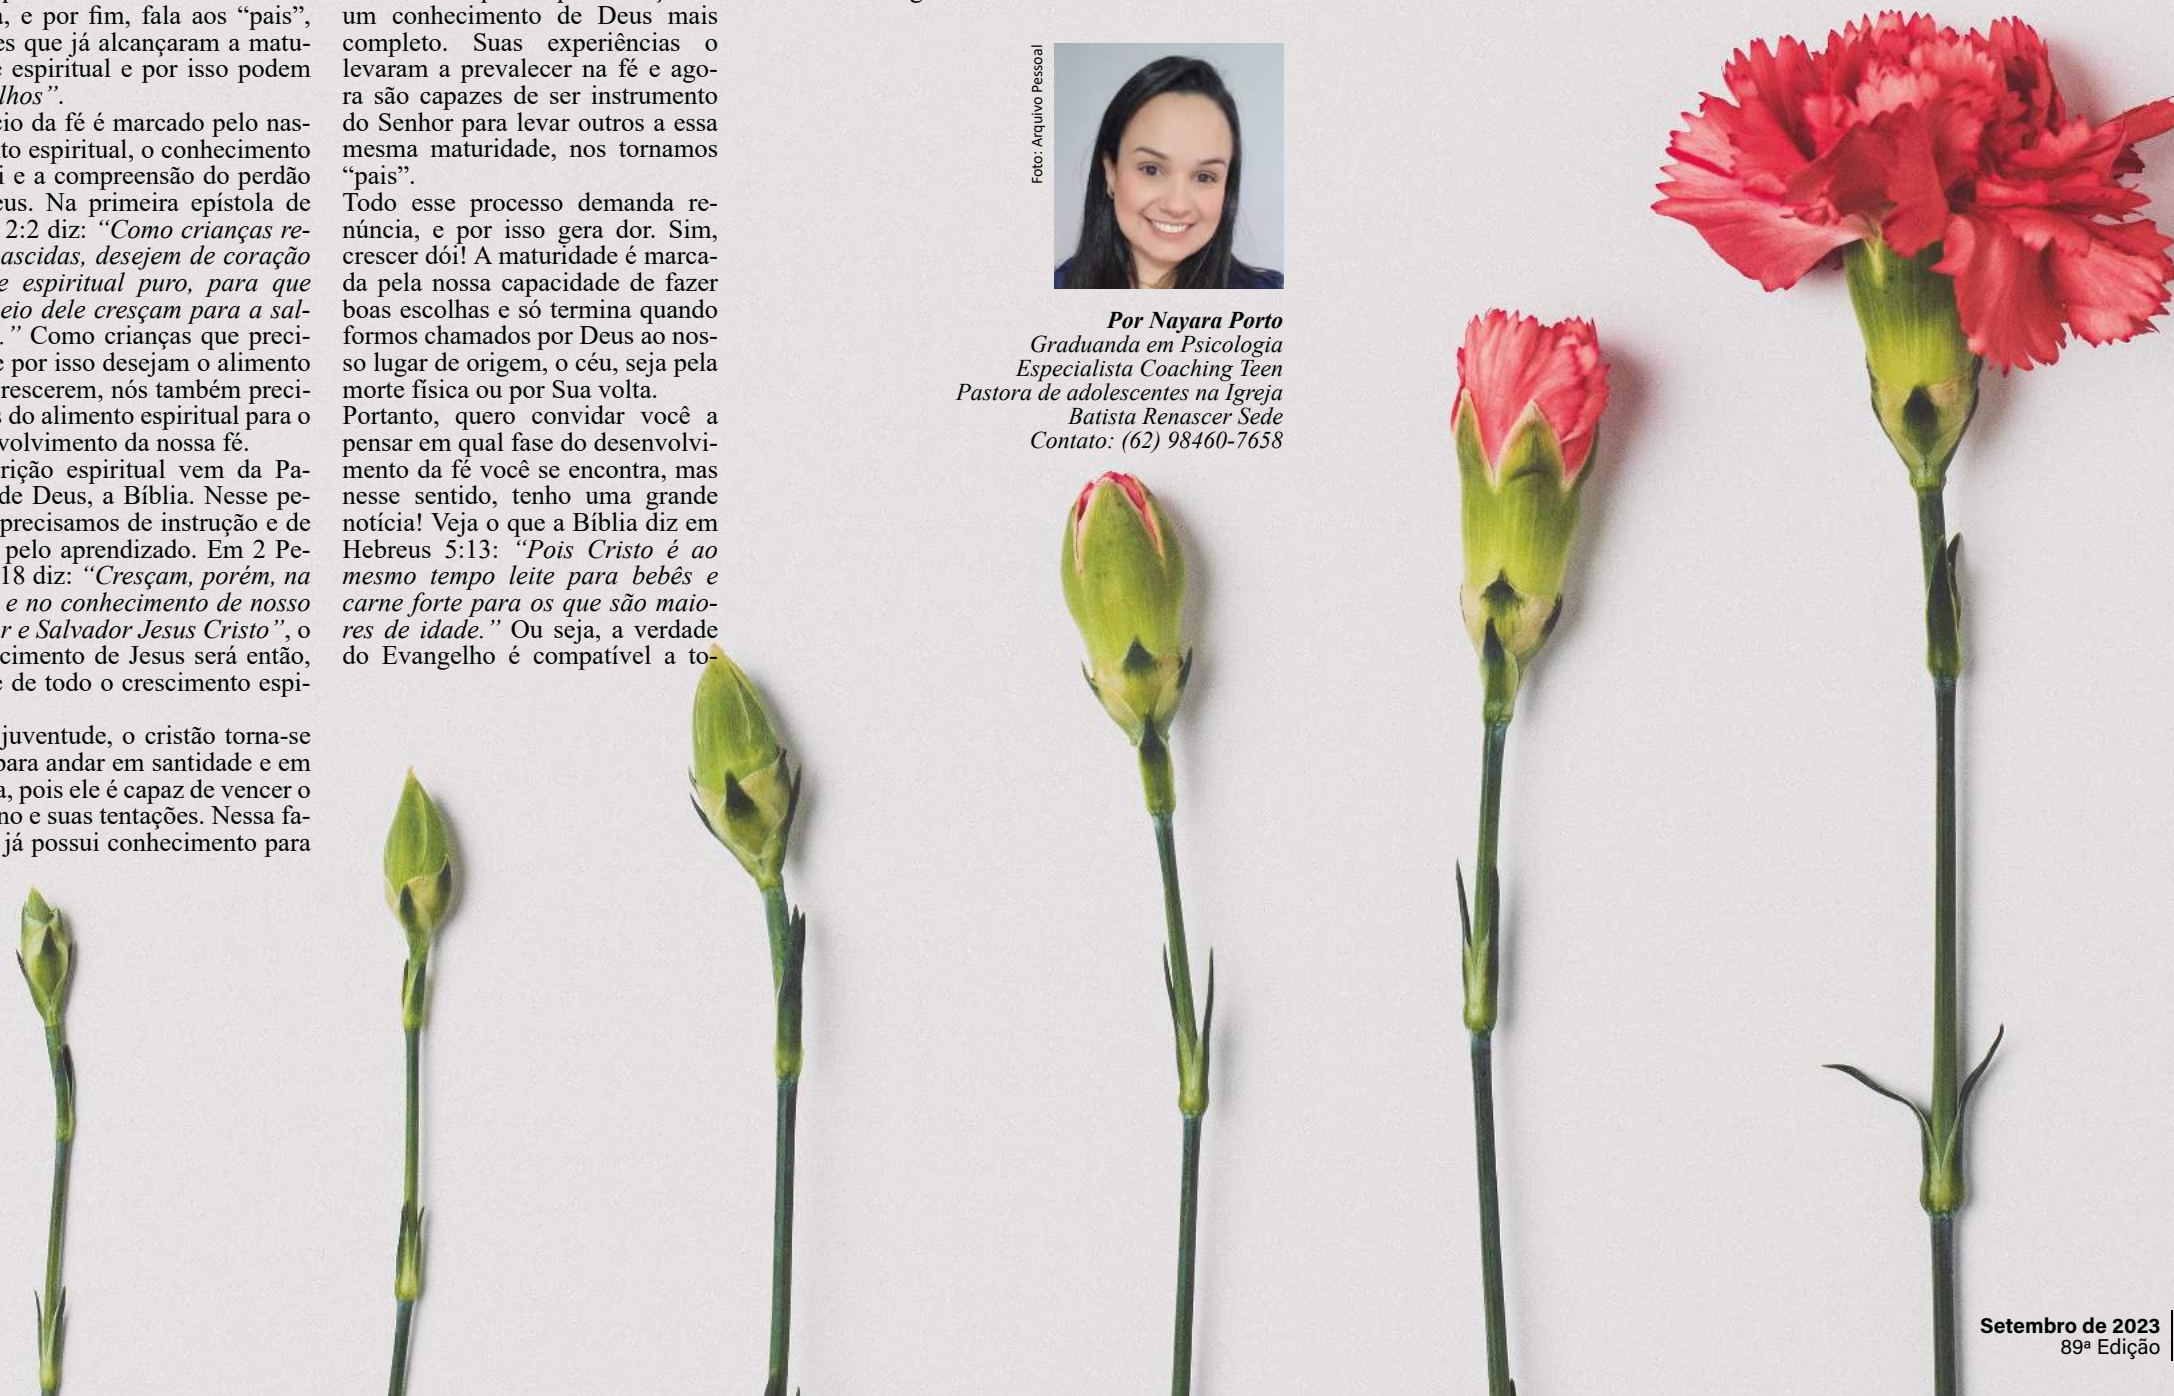 , e por fim, fala aos “pais”,
es que já alcançaram a matu-
espiritual e por isso podem
lhos”.
cio da fé é marcado pelo nas-
to espiritual, o conhecimento
i e a compreensão do perdão
eus. Na primeira epístola de
2:2 diz: “Como crianças re-
ascidas, desejem de coração
e espiritual puro, para que
eio dele cresçam para a sal-
.” Como crianças que preci-
e por isso desejam o alimento
rescerem, nós também preci-
s do alimento espiritual para o
volvimento da nossa fé.
rição espiritual vem da Pa-
de Deus, a Bíblia. Nesse pe-
precisamos de instrução e de
pelo aprendizado. Em 2 Pe-
18 diz: “Cresçam, porém, na
e no conhecimento de nosso
r e Salvador Jesus Cristo”, o
cimento de Jesus será então,
e de todo o crescimento espi-
juventude, o cristão torna-se
para andar em santidade e em
a, pois ele é capaz de vencer o
no e suas tentações. Nessa fa-
já possui conhecimento para
um conhecimento de Deus mais
completo. Suas experiências o
levaram a prevalecer na fé e ago-
ra são capazes de ser instrumento
do Senhor para levar outros a essa
mesma maturidade, nos tornamos
“pais”.
Todo esse processo demanda re-
núncia, e por isso gera dor. Sim,
crescer dói! A maturidade é marca-
da pela nossa capacidade de fazer
boas escolhas e só termina quando
formos chamados por Deus ao nos-
so lugar de origem, o céu, seja pela
morte física ou por Sua volta.
Portanto, quero convidar você a
pensar em qual fase do desenvolvi-
mento da fé você se encontra, mas
nesse sentido, tenho uma grande
notícia! Veja o que a Bíblia diz em
Hebreus 5:13: “Pois Cristo é ao
mesmo tempo leite para bebês e
carne forte para os que são maio-
res de idade.” Ou seja, a verdade
do Evangelho é compatível a to-
Foto: Arquivo Pessoal
Por Nayara Porto
Graduanda em Psicologia
Especialista Coaching Teen
Pastora de adolescentes na Igreja
Batista Renascer Sede
Contato: (62) 98460-7658
Setembro de 2023
89ª Edição